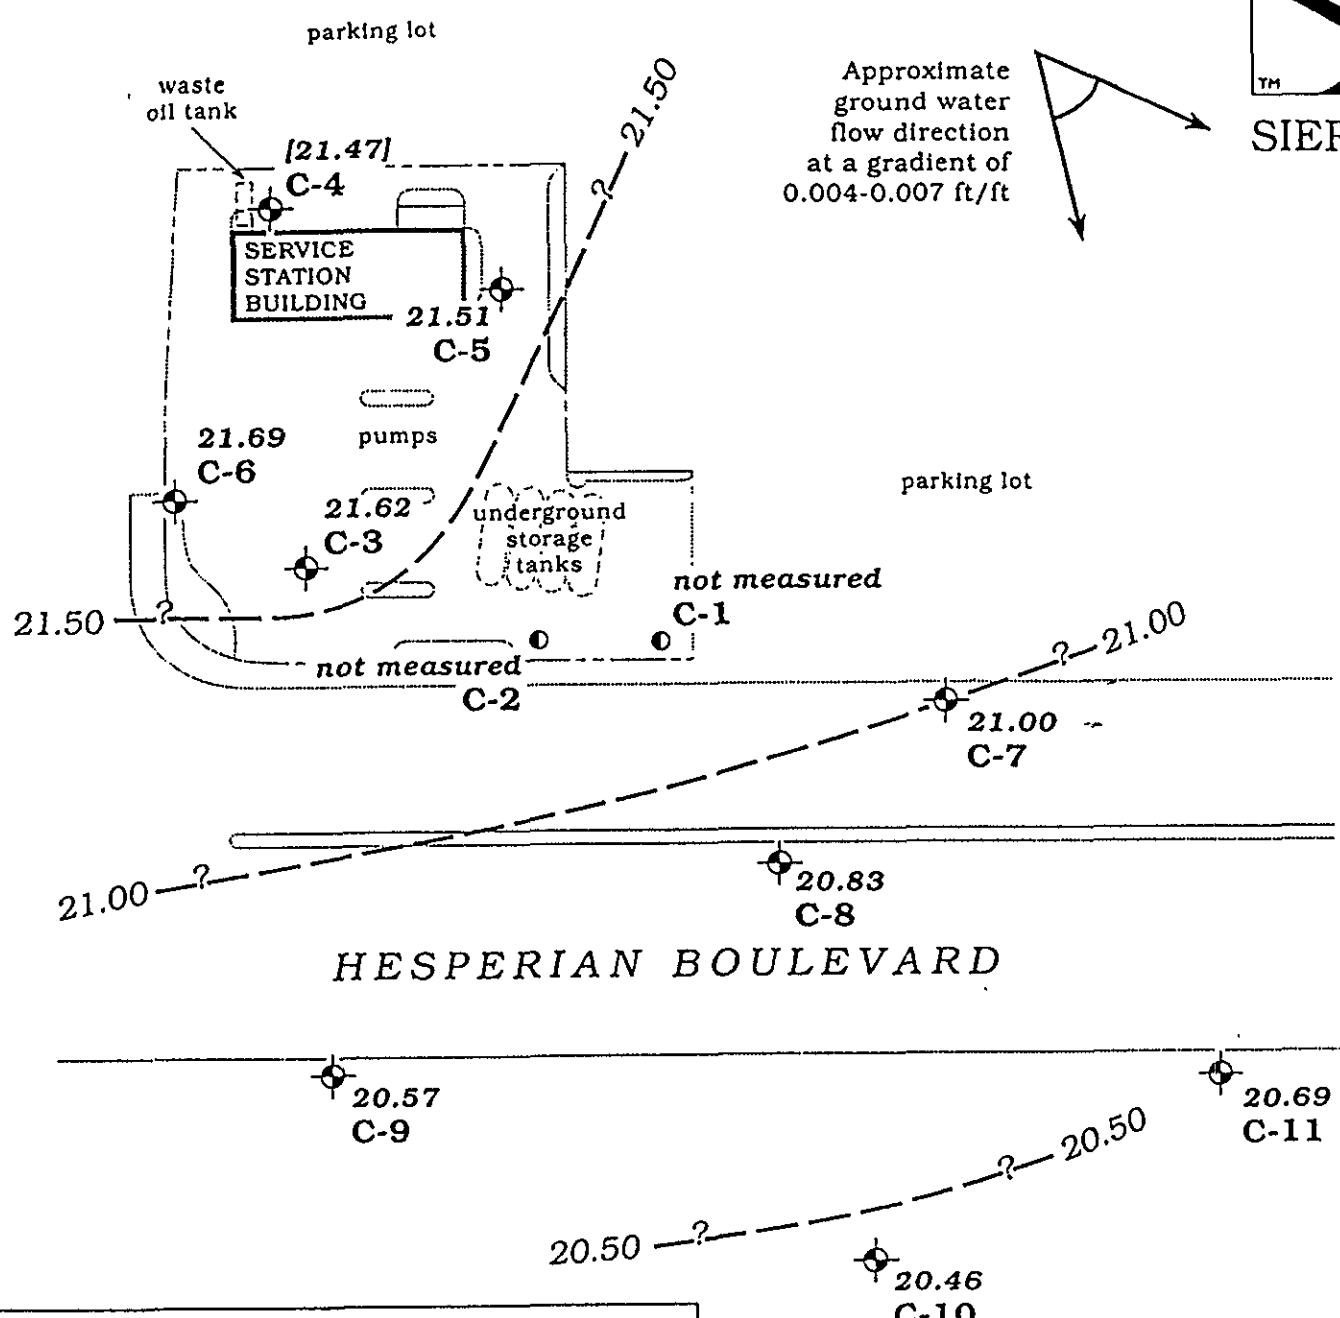 parking lot
waste
oil tank
[21.47]
C-4
SERVICE
STATION
BUILDING
21.51
C-5
21.50
?
Approximate
ground water
flow direction
at a gradient of
0.004-0.007 ft/ft
TM
SIER
21.69
C-6
pumps
21.62
C-3
underground
storage
tanks
parking lot
not measured
C-1
21.50
?
not measured
C-2
?
21.00
21.00
C-7
21.00
?
20.83
C-8
HESPERIAN BOULEVARD
20.57
C-9
20.69
C-11
20.50
?
20.50
?
20.46
C-10